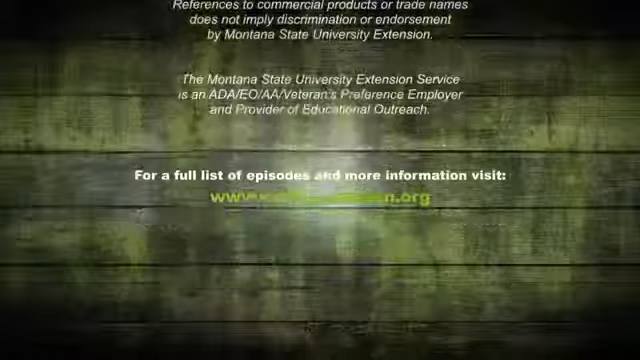 References to commercial products or trade names
does not imply discrimination or endorsement
by Montana State University Extension.
The Montana State University Extension Service
is an ADA/EO/AA/Veteran's Preference Employer
and Provider of Educational Outreach.
For a full list of episodes and more information visit: